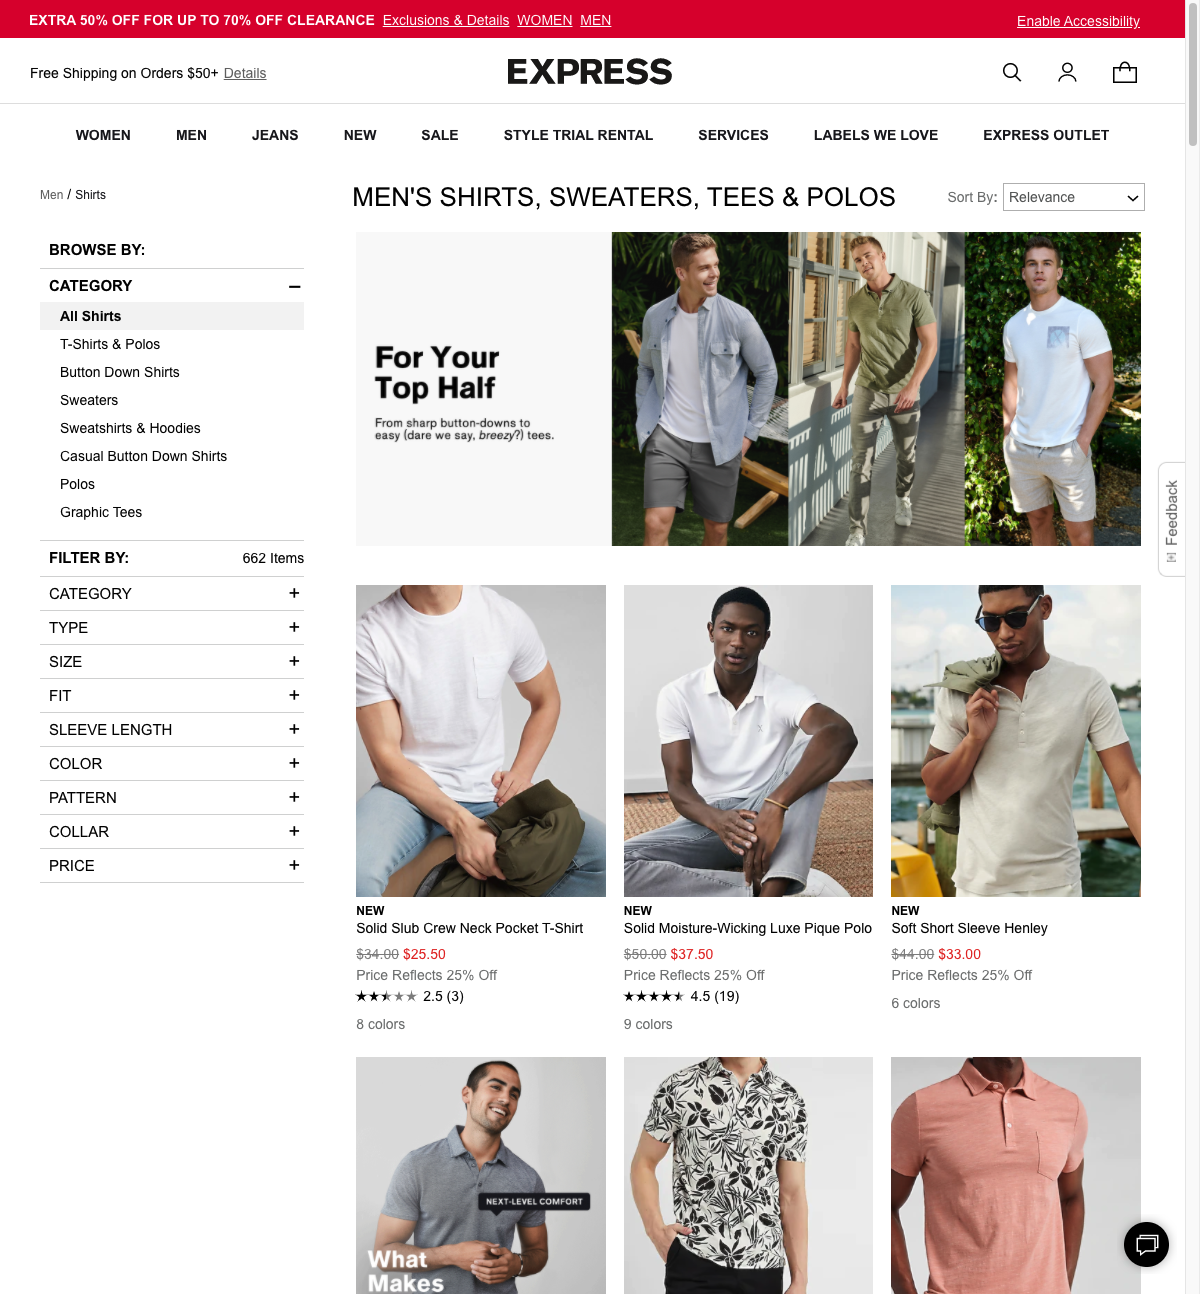 EXTRA 50% OFF FOR UP TO 70% OFF CLEARANCE Exclusions & Details WOMEN MEN
Enable Accessibility
Free Shipping on Orders $50+ Details
EXPRESS
WOMEN MEN JEANS NEW SALE STYLE TRIAL RENTAL SERVICES LABELS WE LOVE EXPRESS OUTLET
Men / Shirts
MEN'S SHIRTS, SWEATERS, TEES & POLOS
Sort By: Relevance
BROWSE BY:
CATEGORY
All Shirts
T-Shirts & Polos
Button Down Shirts
Sweaters
Sweatshirts & Hoodies
Casual Button Down Shirts
Polos
Graphic Tees
FILTER BY: 662 Items
CATEGORY +
TYPE +
SIZE +
FIT +
SLEEVE LENGTH +
COLOR +
PATTERN +
COLLAR +
PRICE +
For Your
Top Half
From sharp button-downs to
easy (dare we say, breezy?) tees.
Feedback
NEW
Solid Slub Crew Neck Pocket T-Shirt
$34.00 $25.50
Price Reflects 25% Off
2.5 (3)
8 colors
NEW
Solid Moisture-Wicking Luxe Pique Polo
$50.00 $37.50
Price Reflects 25% Off
4.5 (19)
9 colors
NEW
Soft Short Sleeve Henley
$44.00 $33.00
Price Reflects 25% Off
6 colors
NEXT-LEVEL COMFORT
What
Makes